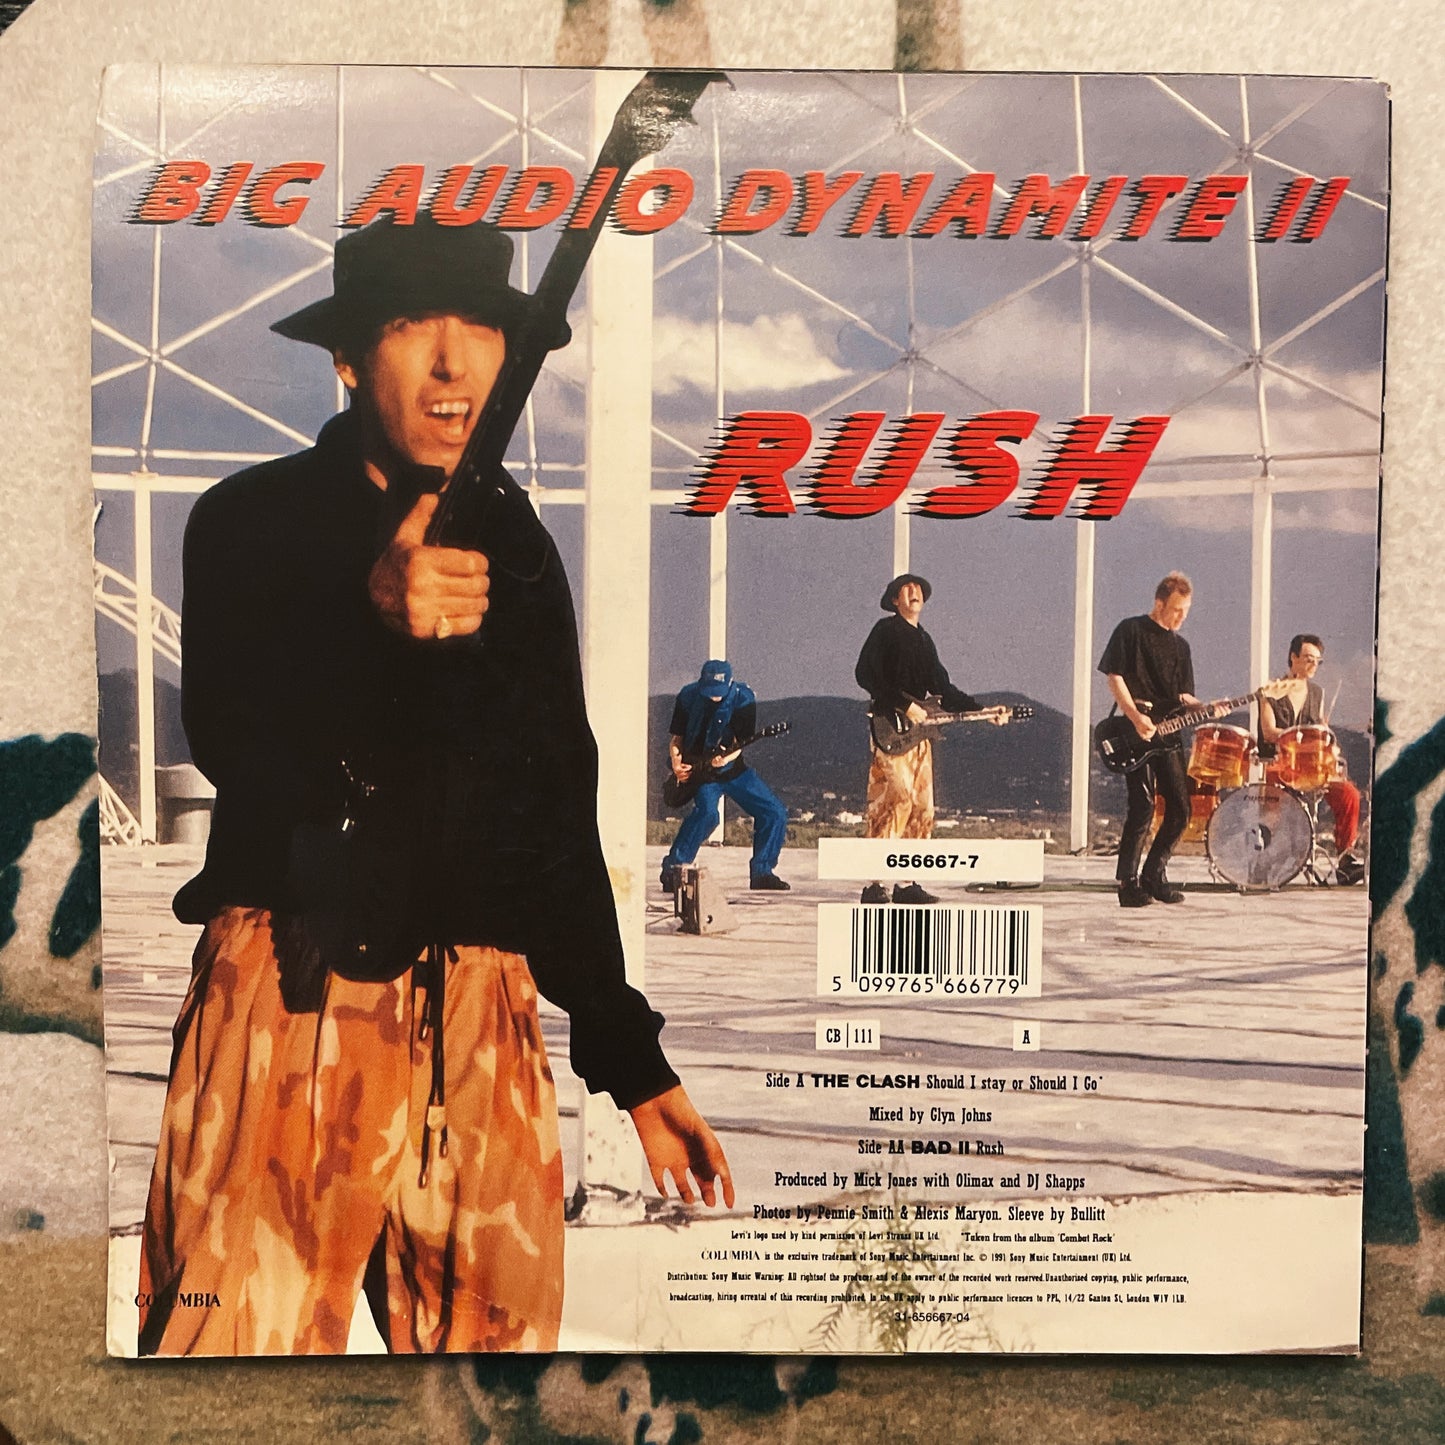 BIG AUDIO DYNAMITE II
RUSH
656667-7
5 099765 666779
CB | 111 A
Side A THE CLASH Should I stay or Should I Go*
Mixed by Glyn Johns
Side AA BAD II Rush
Produced by Mick Jones with Olimax and DJ Shapps
Photos by Pennie Smith & Alexis Maryon. Sleeve by Bullitt
Levi's logo used by kind permission of Levi Strauss UK Ltd. *Taken from the album 'Combat Rock'
COLUMBIA is the exclusive trademark of Sony Music Entertainment Inc. © 1991 Sony Music Entertainment (UK) Ltd.
Distribution: Sony Music Warning: All rightsof the producer and of the owner of the recorded work reserved.Unauthorised copying, public performance,
broadcasting, hiring orrental of this recording prohibited. In the UK apply to public performance licences to PPL, 14/22 Ganton St, London W1V 1LB.
31-656667-04
COLUMBIA